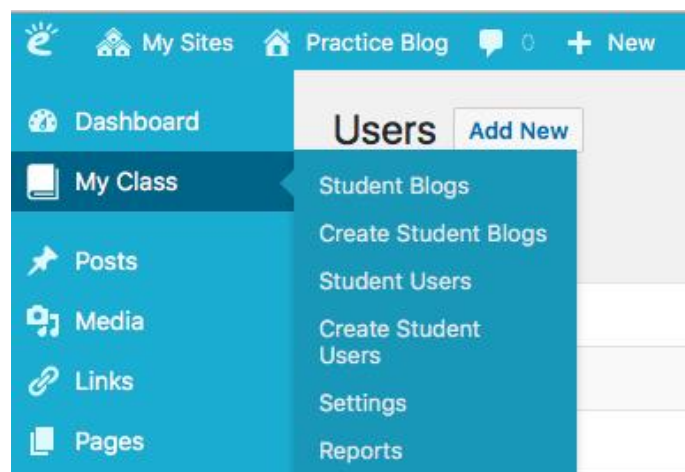 My Sites Practice Blog 0 + New
Dashboard
Users Add New
My Class
Student Blogs
Create Student Blogs
Posts
Student Users
Media
Create Student
Users
Links
Settings
Pages
Reports